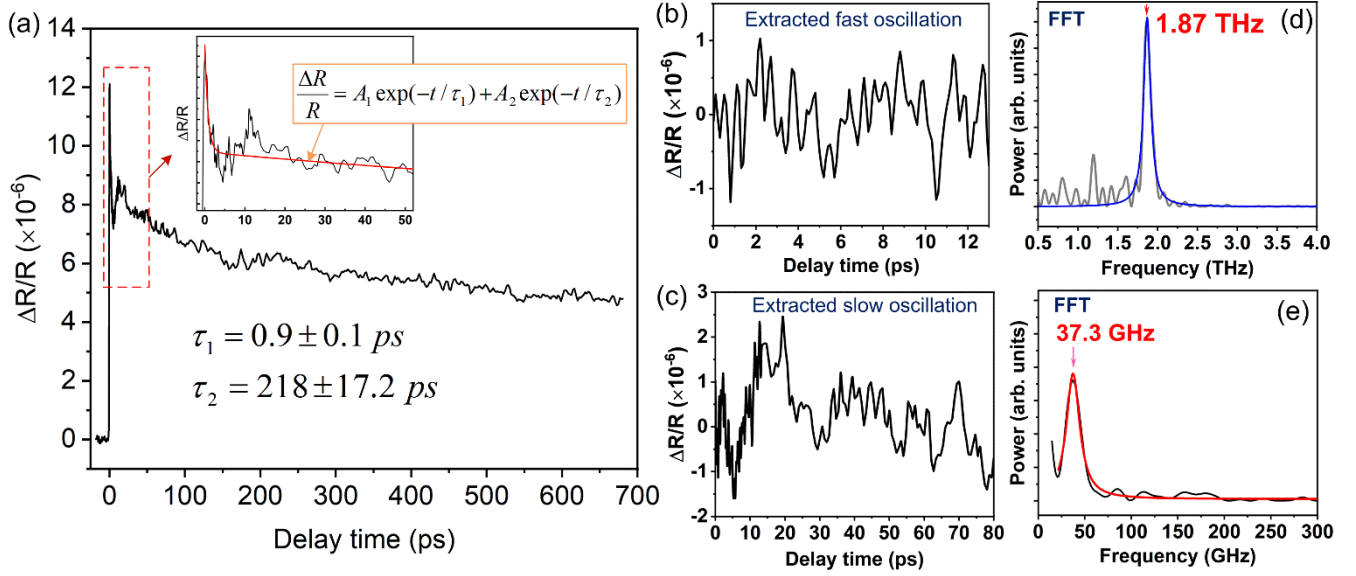 (a)
ΔR/R (×10⁻⁶)
14
12
10
8
6
4
2
0
0 100 200 300 400 500 600 700
Delay time (ps)
τ₁ = 0.9 ± 0.1 ps
τ₂ = 218 ± 17.2 ps
ΔR/R
0 10 20 30 40 50
ΔR/R = A₁ exp(−t/τ₁) + A₂ exp(−t/τ₂)
(b)
Extracted fast oscillation
ΔR/R (×10⁻⁶)
1
0
-1
0 2 4 6 8 10 12
Delay time (ps)
(c)
Extracted slow oscillation
ΔR/R (×10⁻⁶)
3
2
1
0
-1
-2
0 10 20 30 40 50 60 70 80
Delay time (ps)
FFT
1.87 THz
(d)
Power (arb. units)
0.5 1.0 1.5 2.0 2.5 3.0 3.5 4.0
Frequency (THz)
FFT
37.3 GHz
(e)
Power (arb. units)
0 50 100 150 200 250 300
Frequency (GHz)